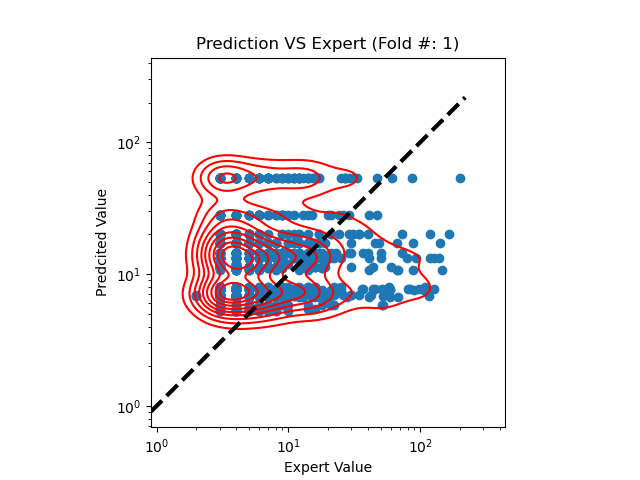 Prediction VS Expert (Fold #: 1)
10²
10¹
10⁰
Predcited Value
10⁰ 10¹ 10²
Expert Value